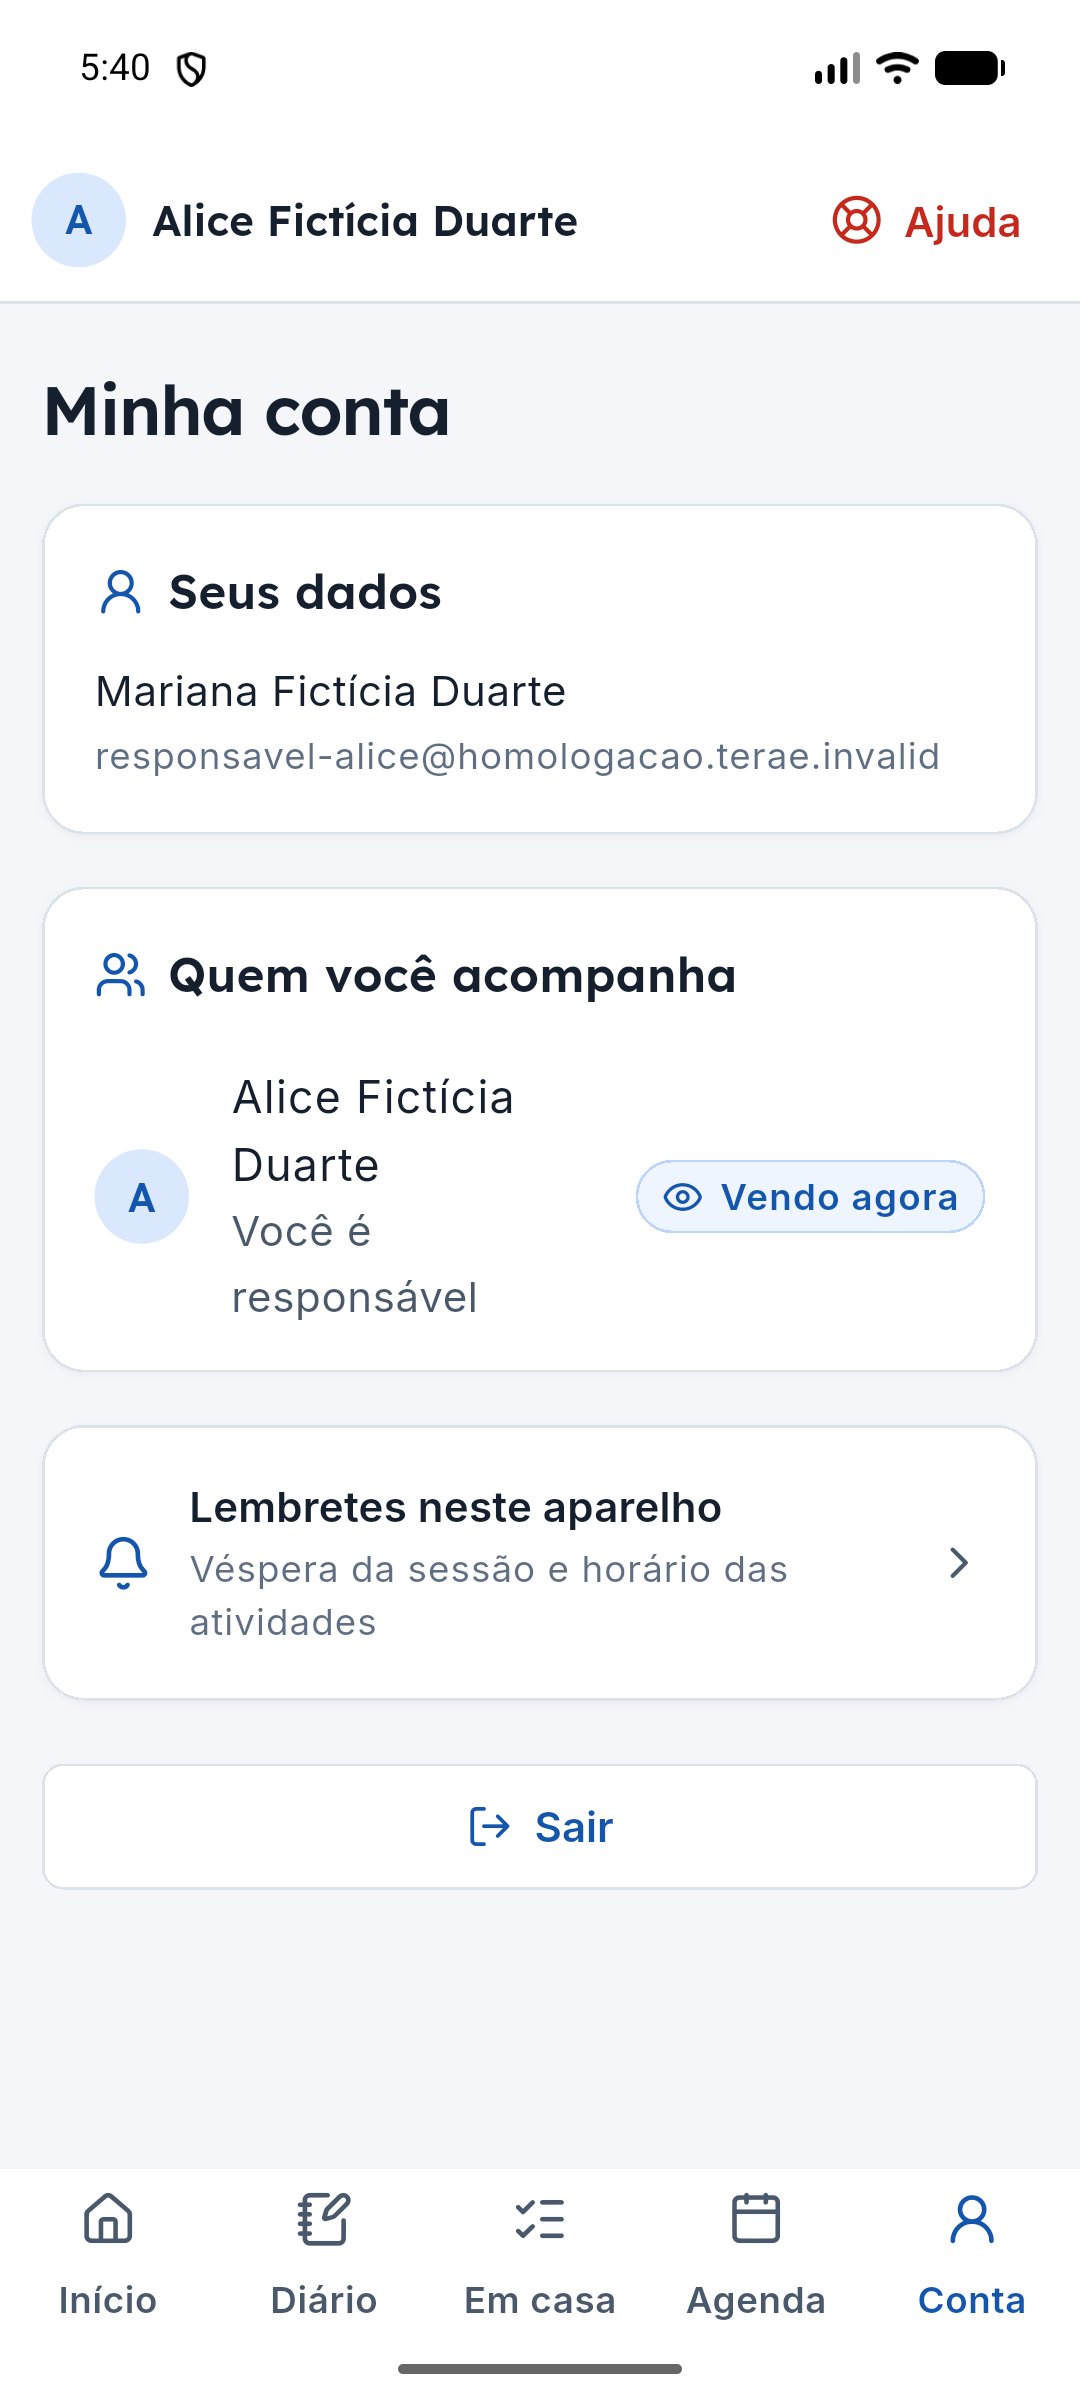 5:40
A
Alice Fictícia Duarte
Ajuda
Minha conta
Seus dados
Mariana Fictícia Duarte
responsavel-alice@homologacao.terae.invalid
Quem você acompanha
A
Alice Fictícia
Duarte
Você é
responsável
Vendo agora
Lembretes neste aparelho
Véspera da sessão e horário das
atividades
Sair
Início
Diário
Em casa
Agenda
Conta